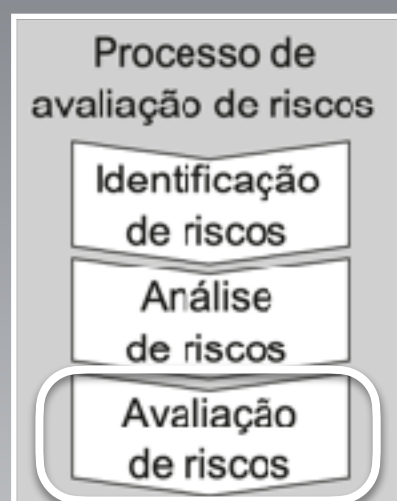 Processo de
avaliação de riscos
Identificação
de riscos
Análise
de riscos
Avaliação
de riscos